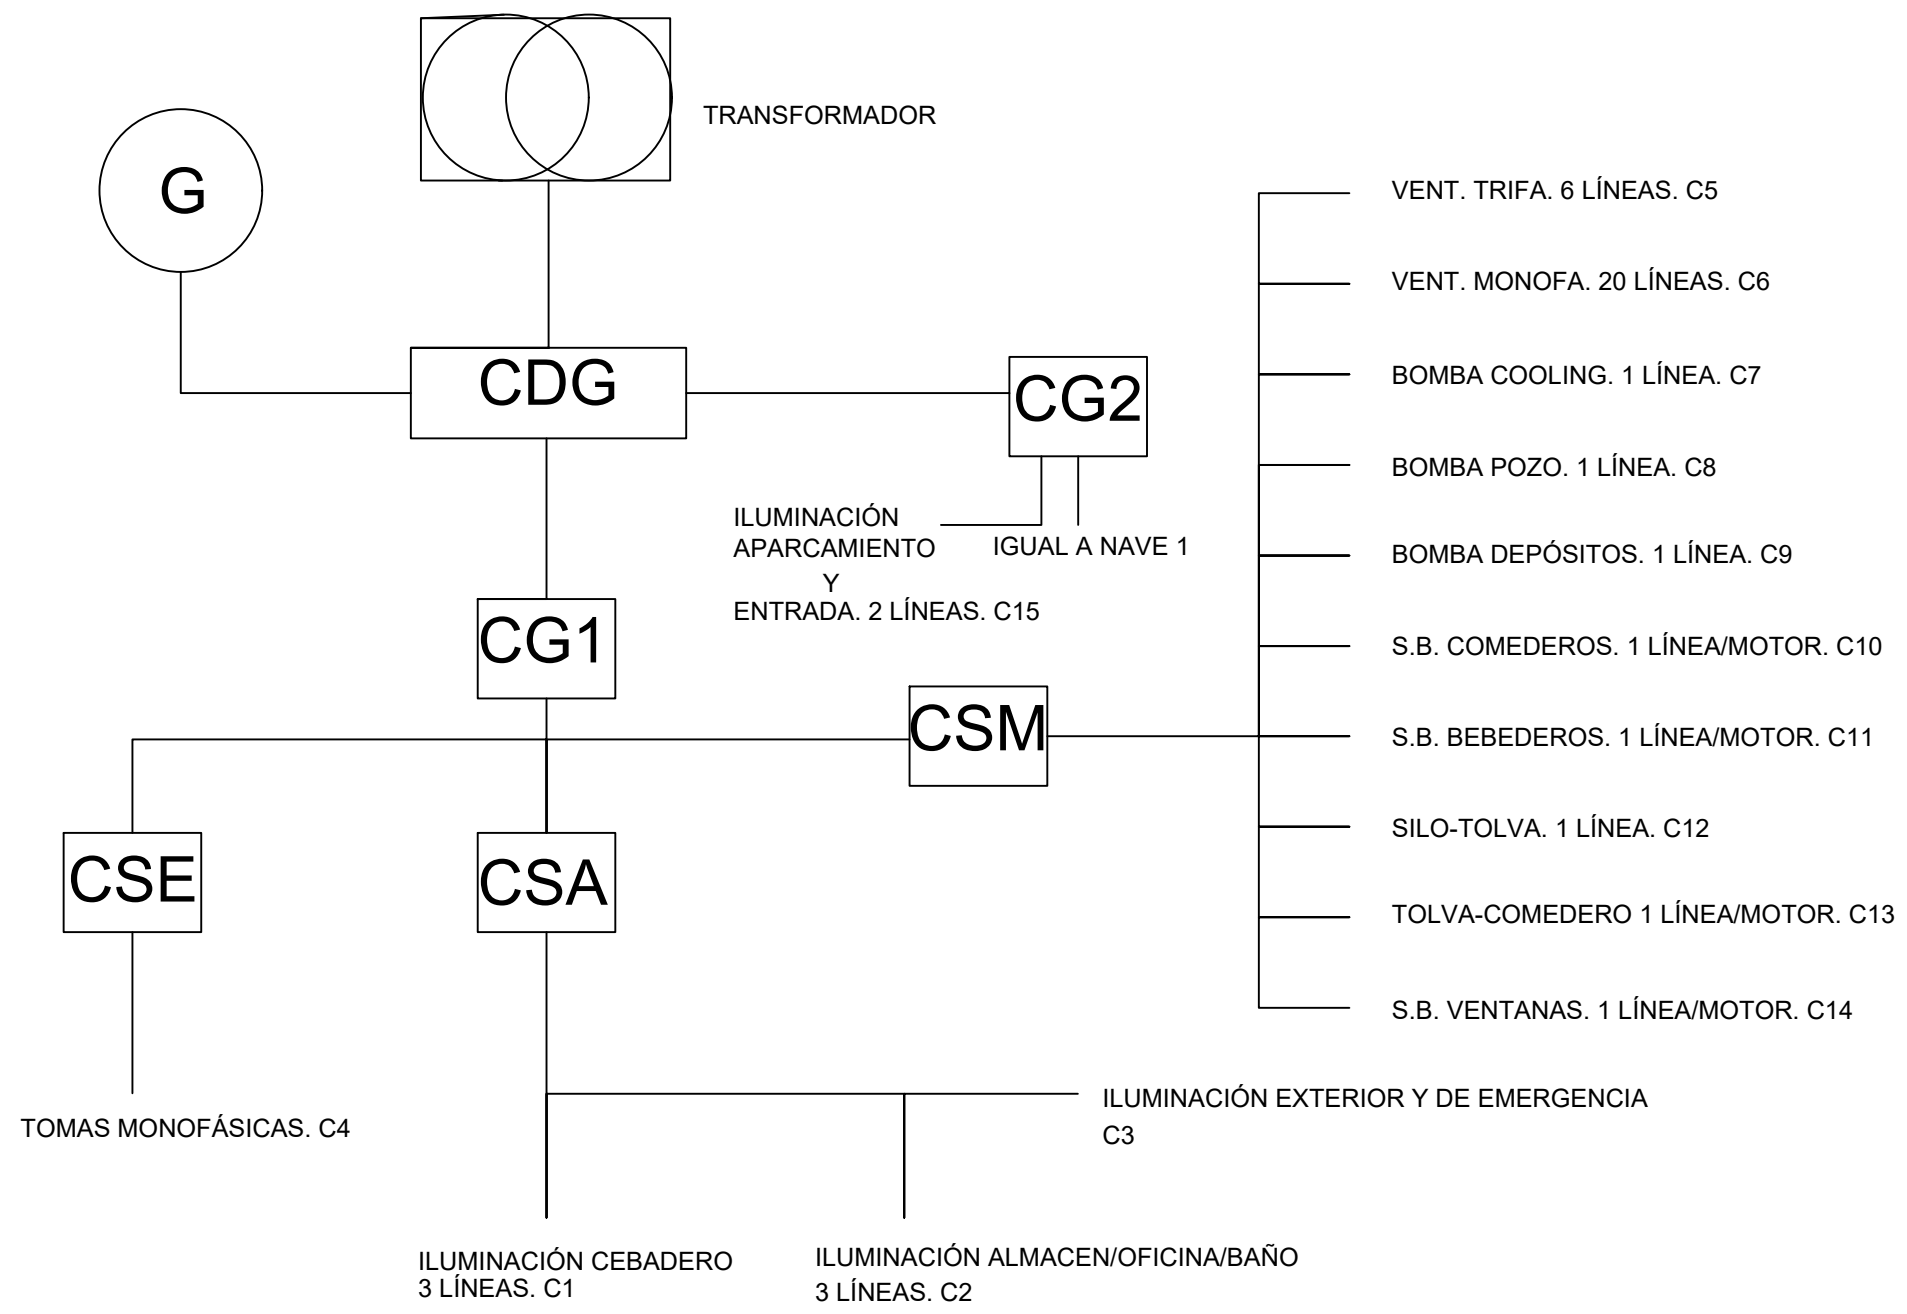 TRANSFORMADOR
G
CDG
CG2
ILUMINACIÓN
APARCAMIENTO
Y
ENTRADA. 2 LÍNEAS. C15
IGUAL A NAVE 1
CG1
CSM
CSE
CSA
VENT. TRIFA. 6 LÍNEAS. C5
VENT. MONOFA. 20 LÍNEAS. C6
BOMBA COOLING. 1 LÍNEA. C7
BOMBA POZO. 1 LÍNEA. C8
BOMBA DEPÓSITOS. 1 LÍNEA. C9
S.B. COMEDEROS. 1 LÍNEA/MOTOR. C10
S.B. BEBEDEROS. 1 LÍNEA/MOTOR. C11
SILO-TOLVA. 1 LÍNEA. C12
TOLVA-COMEDERO 1 LÍNEA/MOTOR. C13
S.B. VENTANAS. 1 LÍNEA/MOTOR. C14
TOMAS MONOFÁSICAS. C4
ILUMINACIÓN EXTERIOR Y DE EMERGENCIA
C3
ILUMINACIÓN CEBADERO
3 LÍNEAS. C1
ILUMINACIÓN ALMACEN/OFICINA/BAÑO
3 LÍNEAS. C2